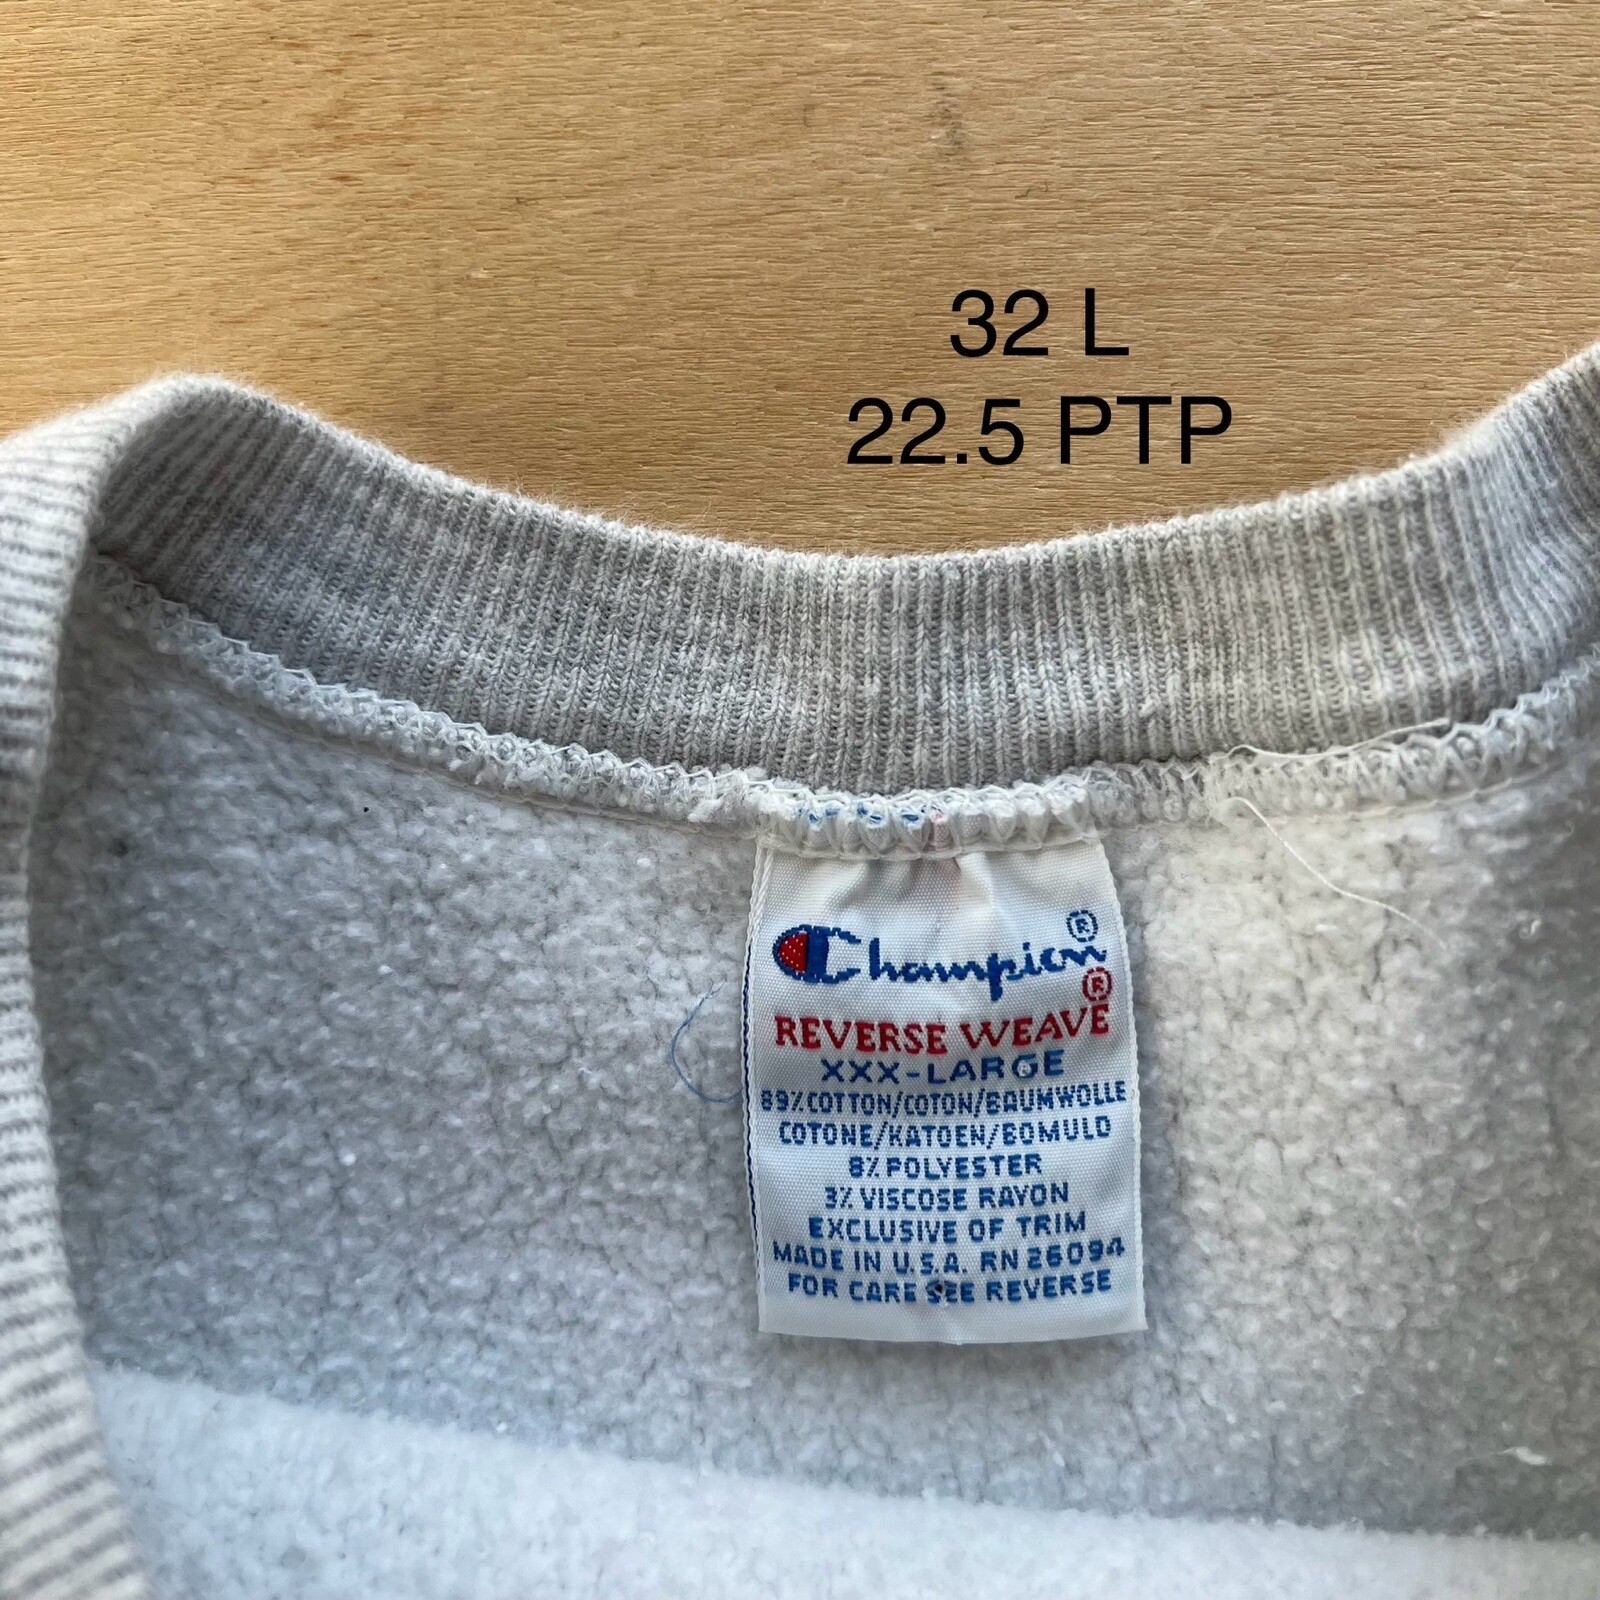 32 L
22.5 PTP
Champion®
®
REVERSE WEAVE
XXX-LARGE
89% COTTON/COTON/BAUMWOLLE
COTONE/KATOEN/BOMULD
8% POLYESTER
3% VISCOSE RAYON
EXCLUSIVE OF TRIM
MADE IN U.S.A. RN 26094
FOR CARE SEE REVERSE